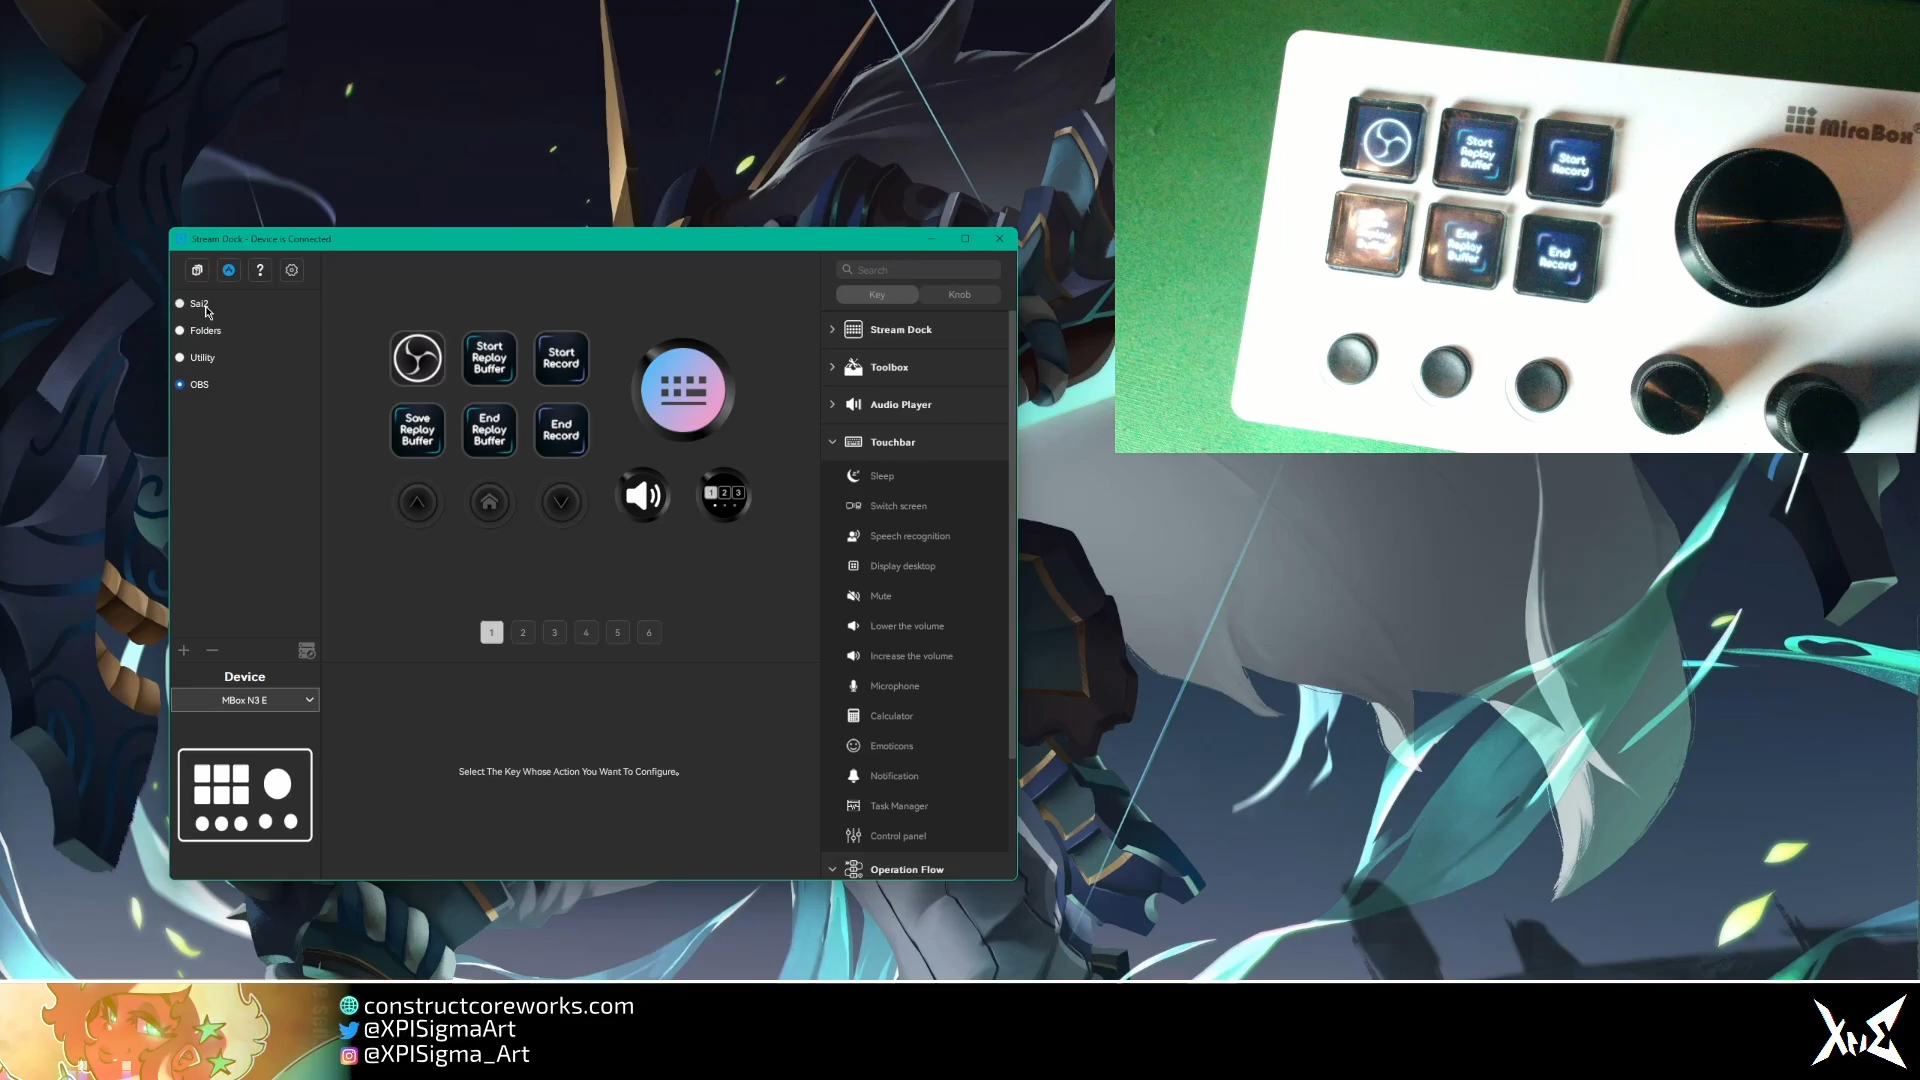 Stream Dock - Device is Connected
Sai2
Folders
Utility
OBS
Device
MBox N3 E
Start Replay Buffer
Start Record
Save Replay Buffer
End Replay Buffer
End Record
1 2 3
1 2 3 4 5 6
Select The Key Whose Action You Want To Configure。
Search
Key Knob
Stream Dock
Toolbox
Audio Player
Touchbar
Sleep
Switch screen
Speech recognition
Display desktop
Mute
Lower the volume
Increase the volume
Microphone
Calculator
Emoticons
Notification
Task Manager
Control panel
Operation Flow
MiraBox
Start
Replay
Buffer
Start
Record
Buffer
End
Replay
Buffer
End
Record
constructcoreworks.com
@XPISigmaArt
@XPISigma_Art